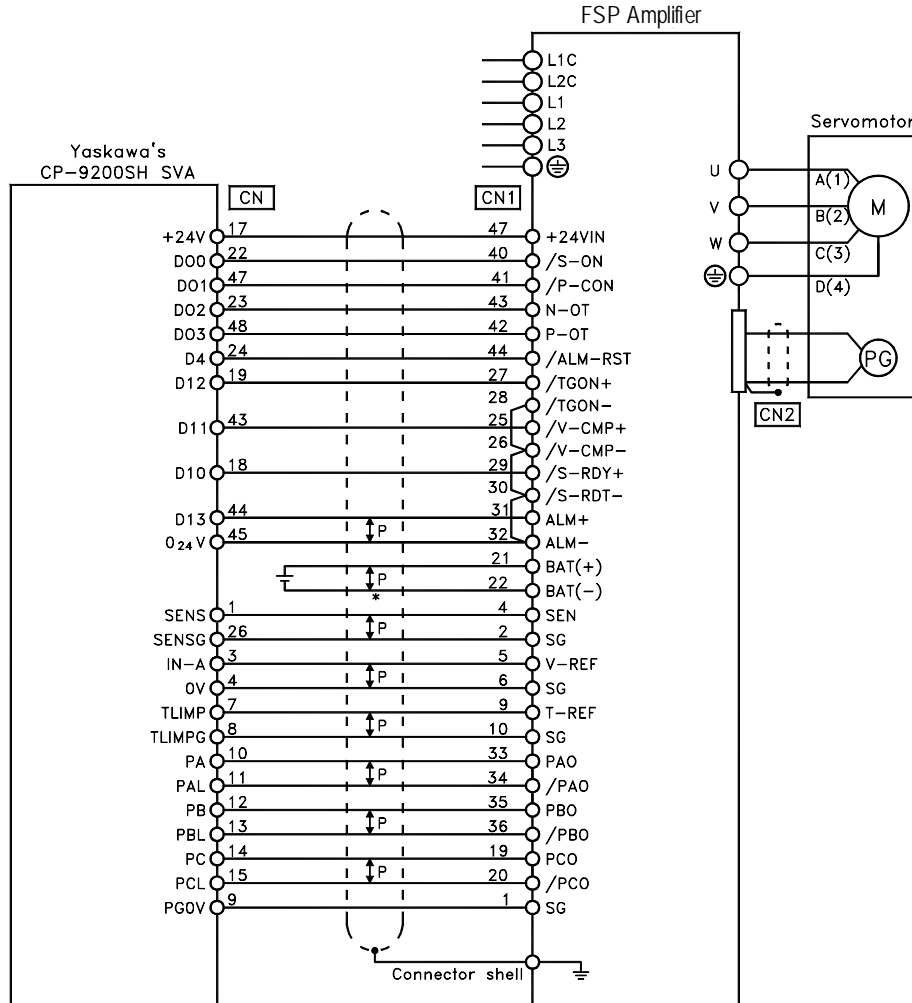 FSP Amplifier
L1C
L2C
L1
L2
L3
Servomotor
Yaskawa's
CP-9200SH SVA
CN
CN1
U
V
W
A(1)
B(2)
C(3)
D(4)
M
PG
CN2
+24V 17 47 +24VIN
DO0 22 40 /S-ON
DO1 47 41 /P-CON
DO2 23 43 N-OT
DO3 48 42 P-OT
D4 24 44 /ALM-RST
D12 19 27 /TGON+
28 /TGON-
D11 43 25 /V-CMP+
26 /V-CMP-
D10 18 29 /S-RDY+
30 /S-RDT-
D13 44 31 ALM+
P
024V 45 32 ALM-
21 BAT(+)
P
22 BAT(-)
*
SENS 1 4 SEN
P
SENSG 26 2 SG
IN-A 3 5 V-REF
P
0V 4 6 SG
TLIMP 7 9 T-REF
P
TLIMPG 8 10 SG
PA 10 33 PAO
P
PAL 11 34 /PAO
PB 12 35 PBO
P
PBL 13 36 /PBO
PC 14 19 PCO
P
PCL 15 20 /PCO
PG0V 9 1 SG
Connector shell